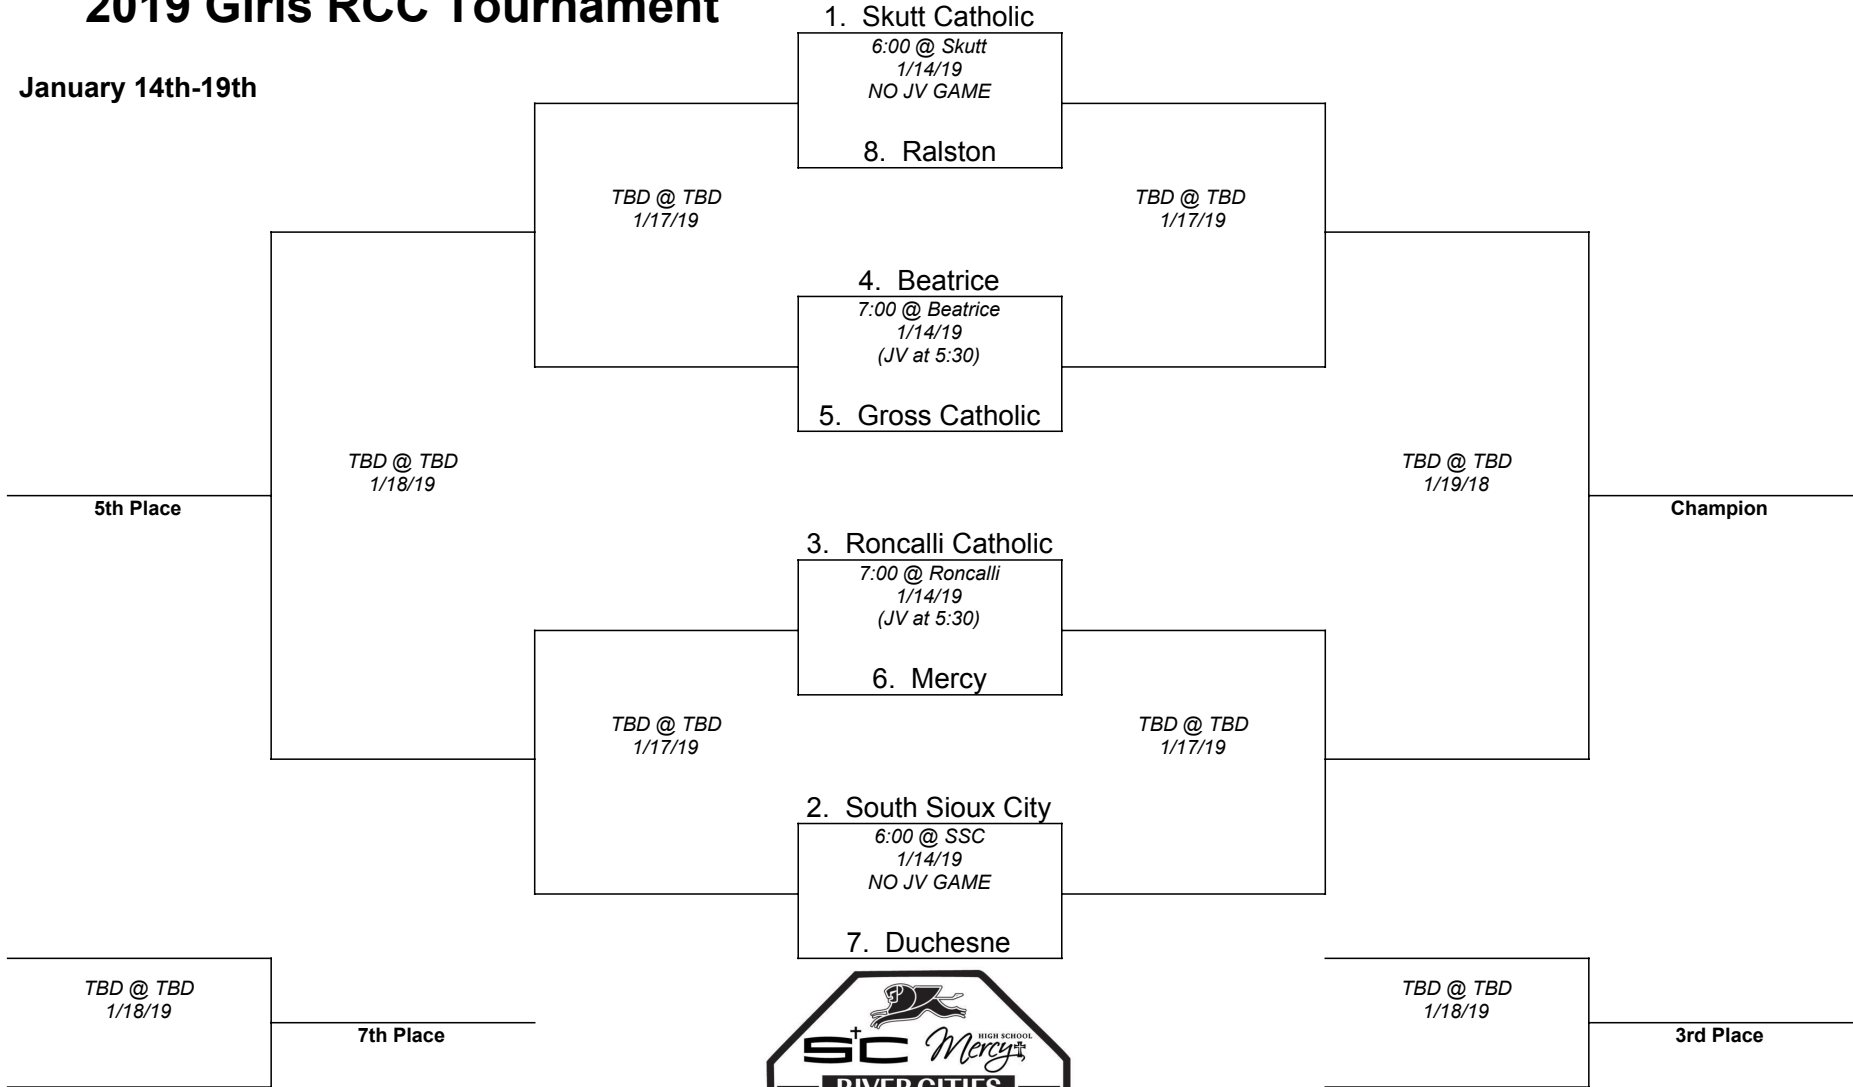 2019 Girls RCC Tournament
January 14th-19th
1. Skutt Catholic
6:00 @ Skutt
1/14/19
NO JV GAME
8. Ralston
TBD @ TBD
1/17/19
TBD @ TBD
1/17/19
4. Beatrice
7:00 @ Beatrice
1/14/19
(JV at 5:30)
5. Gross Catholic
TBD @ TBD
1/18/19
TBD @ TBD
1/19/18
5th Place
Champion
3. Roncalli Catholic
7:00 @ Roncalli
1/14/19
(JV at 5:30)
6. Mercy
TBD @ TBD
1/17/19
TBD @ TBD
1/17/19
2. South Sioux City
6:00 @ SSC
1/14/19
NO JV GAME
7. Duchesne
TBD @ TBD
1/18/19
TBD @ TBD
1/18/19
7th Place
3rd Place
SC
Mercy
HIGH SCHOOL
RIVER CITIES